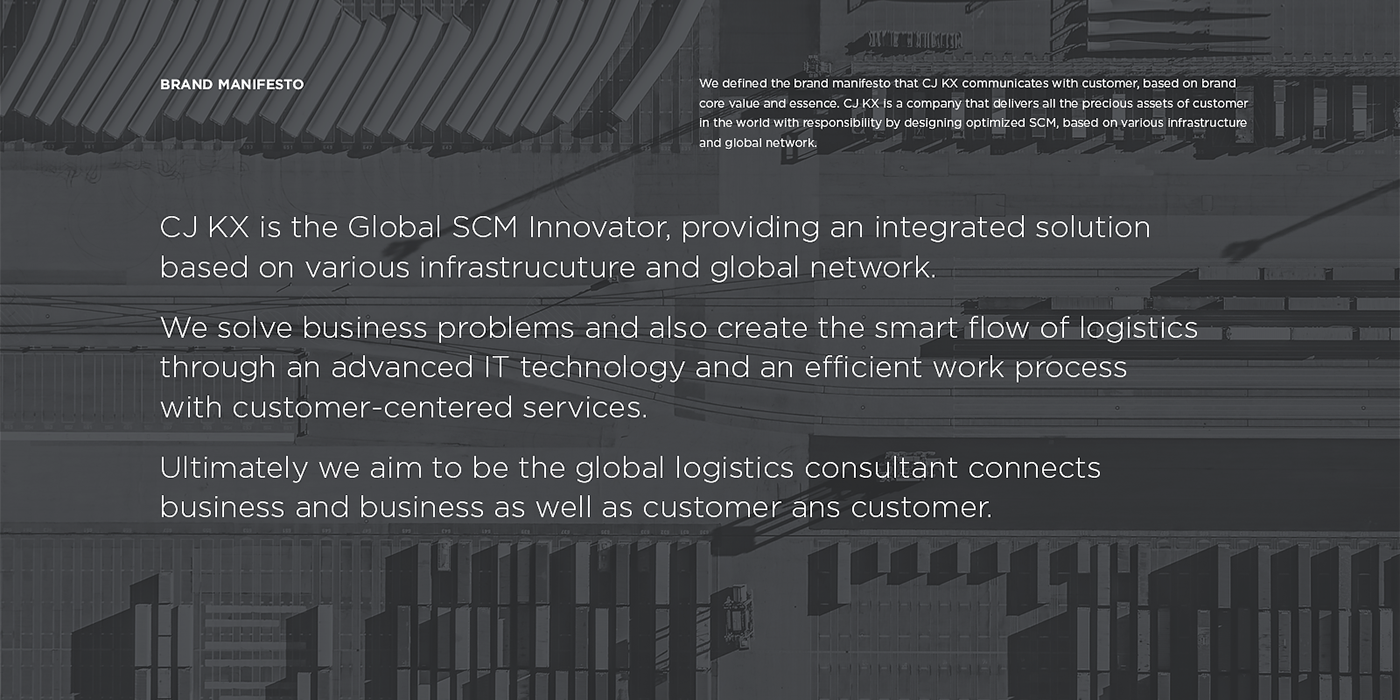 BRAND MANIFESTO
We defined the brand manifesto that CJ KX communicates with customer, based on brand
core value and essence. CJ KX is a company that delivers all the precious assets of customer
in the world with responsibility by designing optimized SCM, based on various infrastructure
and global network.
CJ KX is the Global SCM Innovator, providing an integrated solution
based on various infrastrucuture and global network.
We solve business problems and also create the smart flow of logistics
through an advanced IT technology and an efficient work process
with customer-centered services.
Ultimately we aim to be the global logistics consultant connects
business and business as well as customer ans customer.